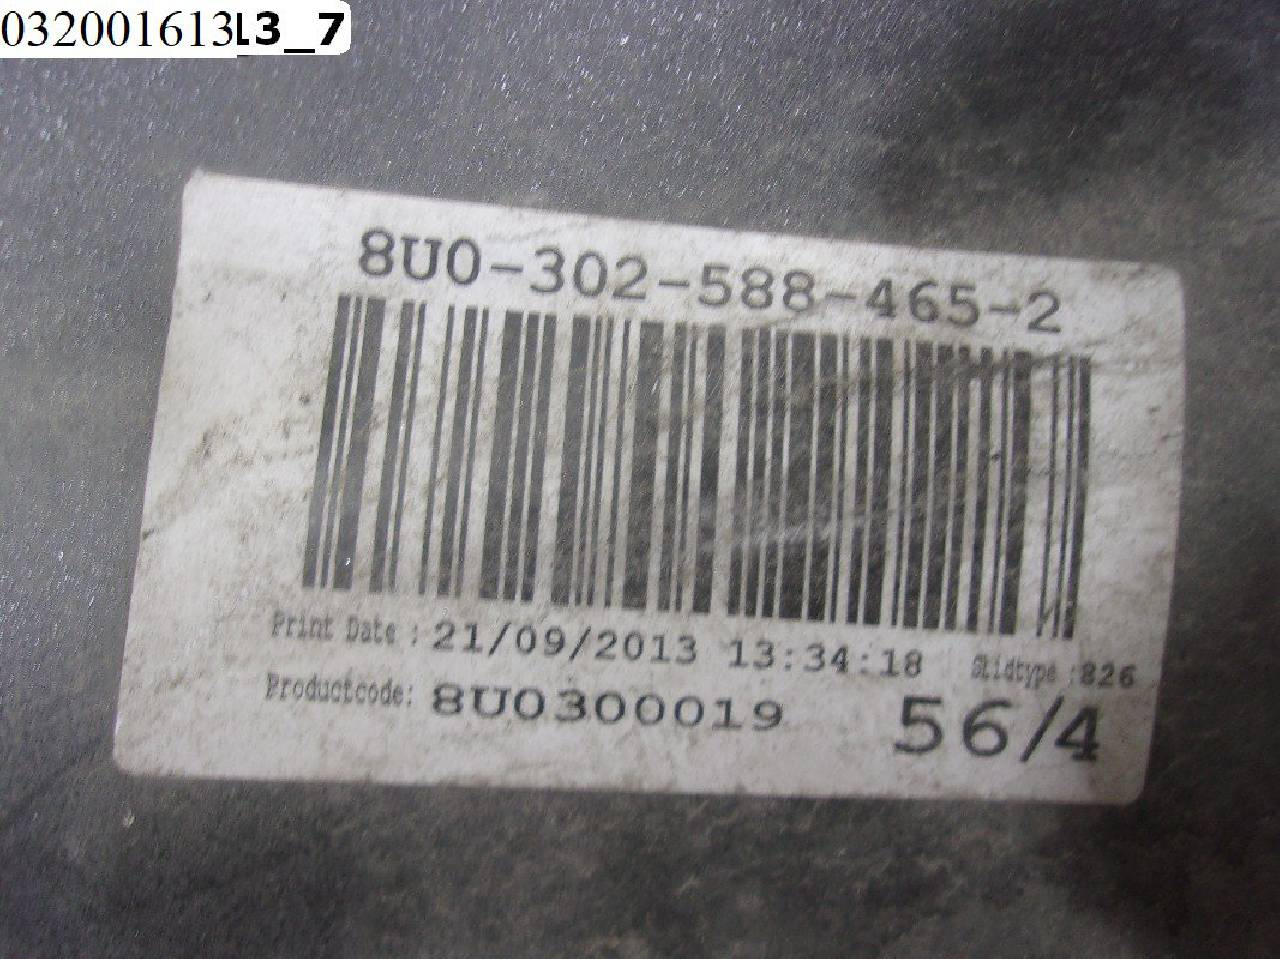 032001613L3_7
8U0-302-588-465-2
Print Date : 21/09/2013 13:34:18 Slidtype :826
Productcode: 8U0300019 56/4